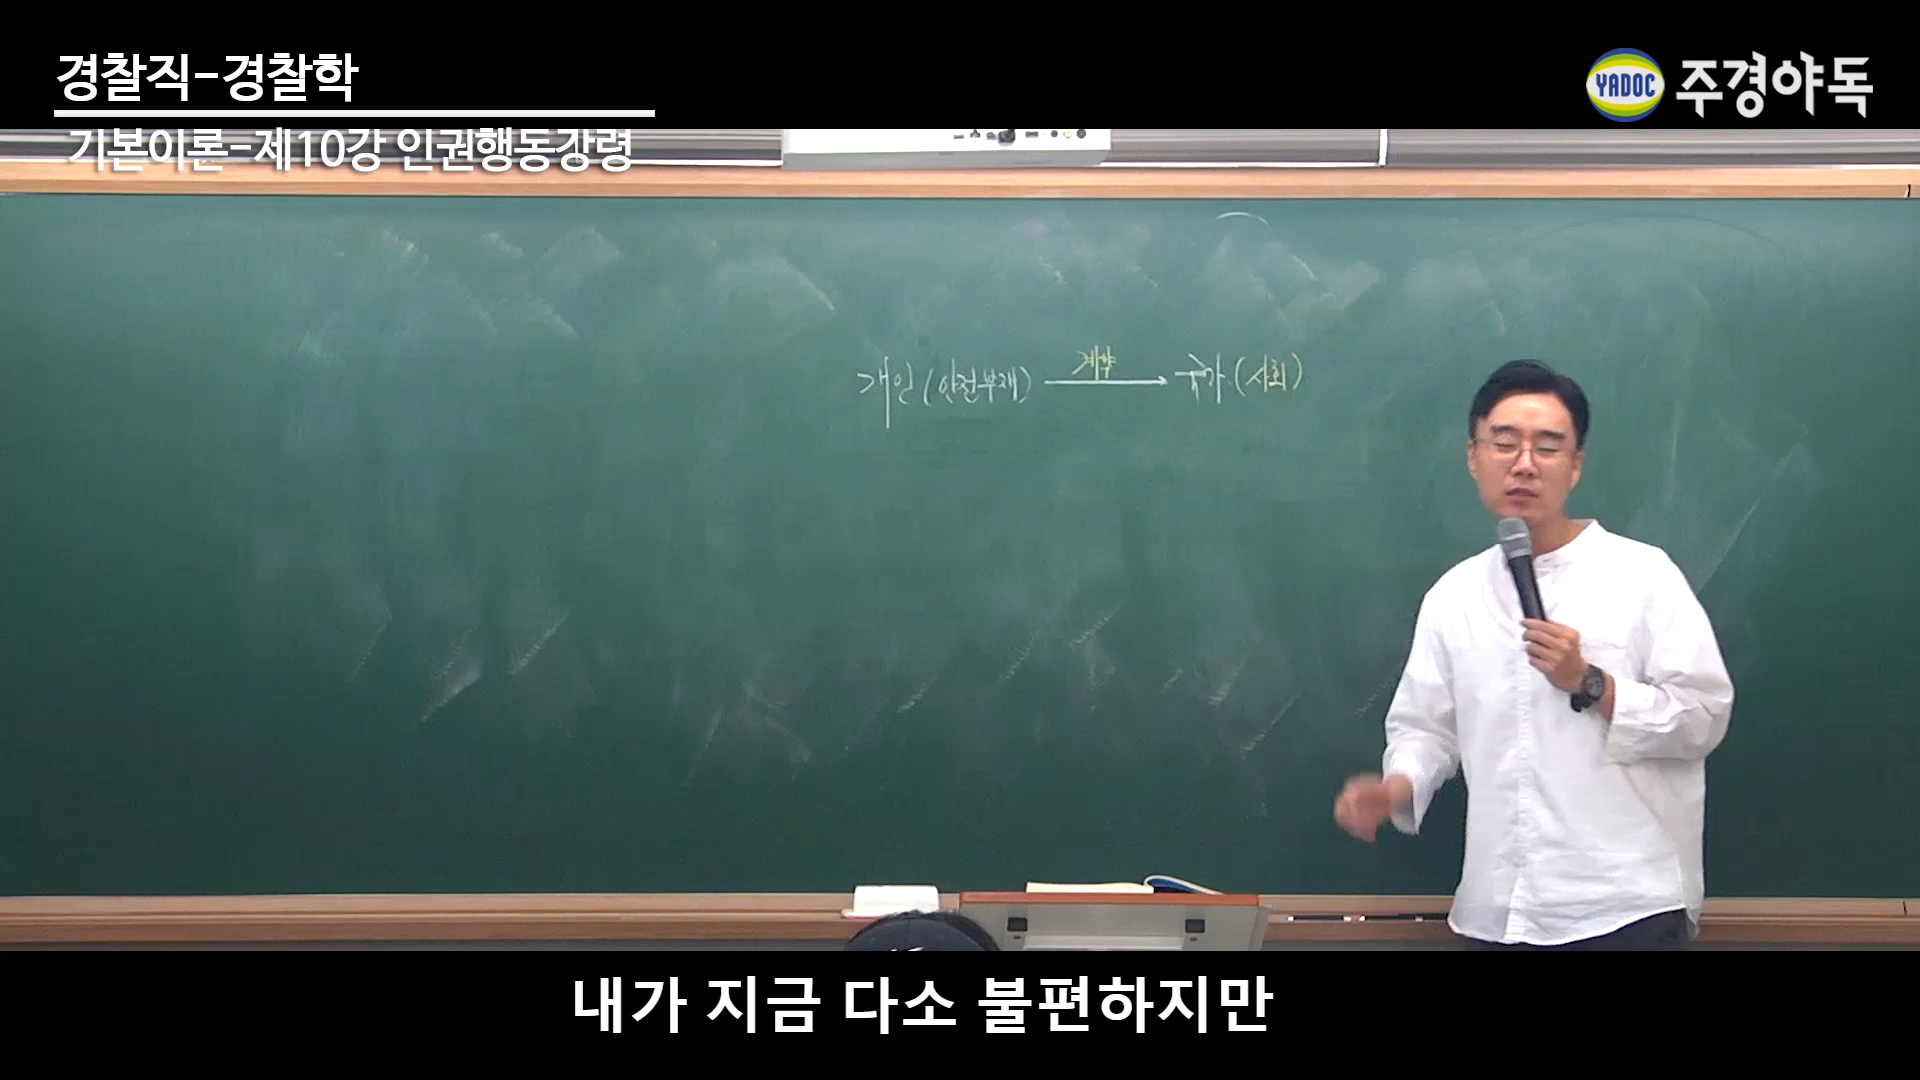 경찰직-경찰학
YADOC 주경야독
기본이론-제10강 인권행동강령
계약
개인(안전부재) → 국가(사회)
내가 지금 다소 불편하지만